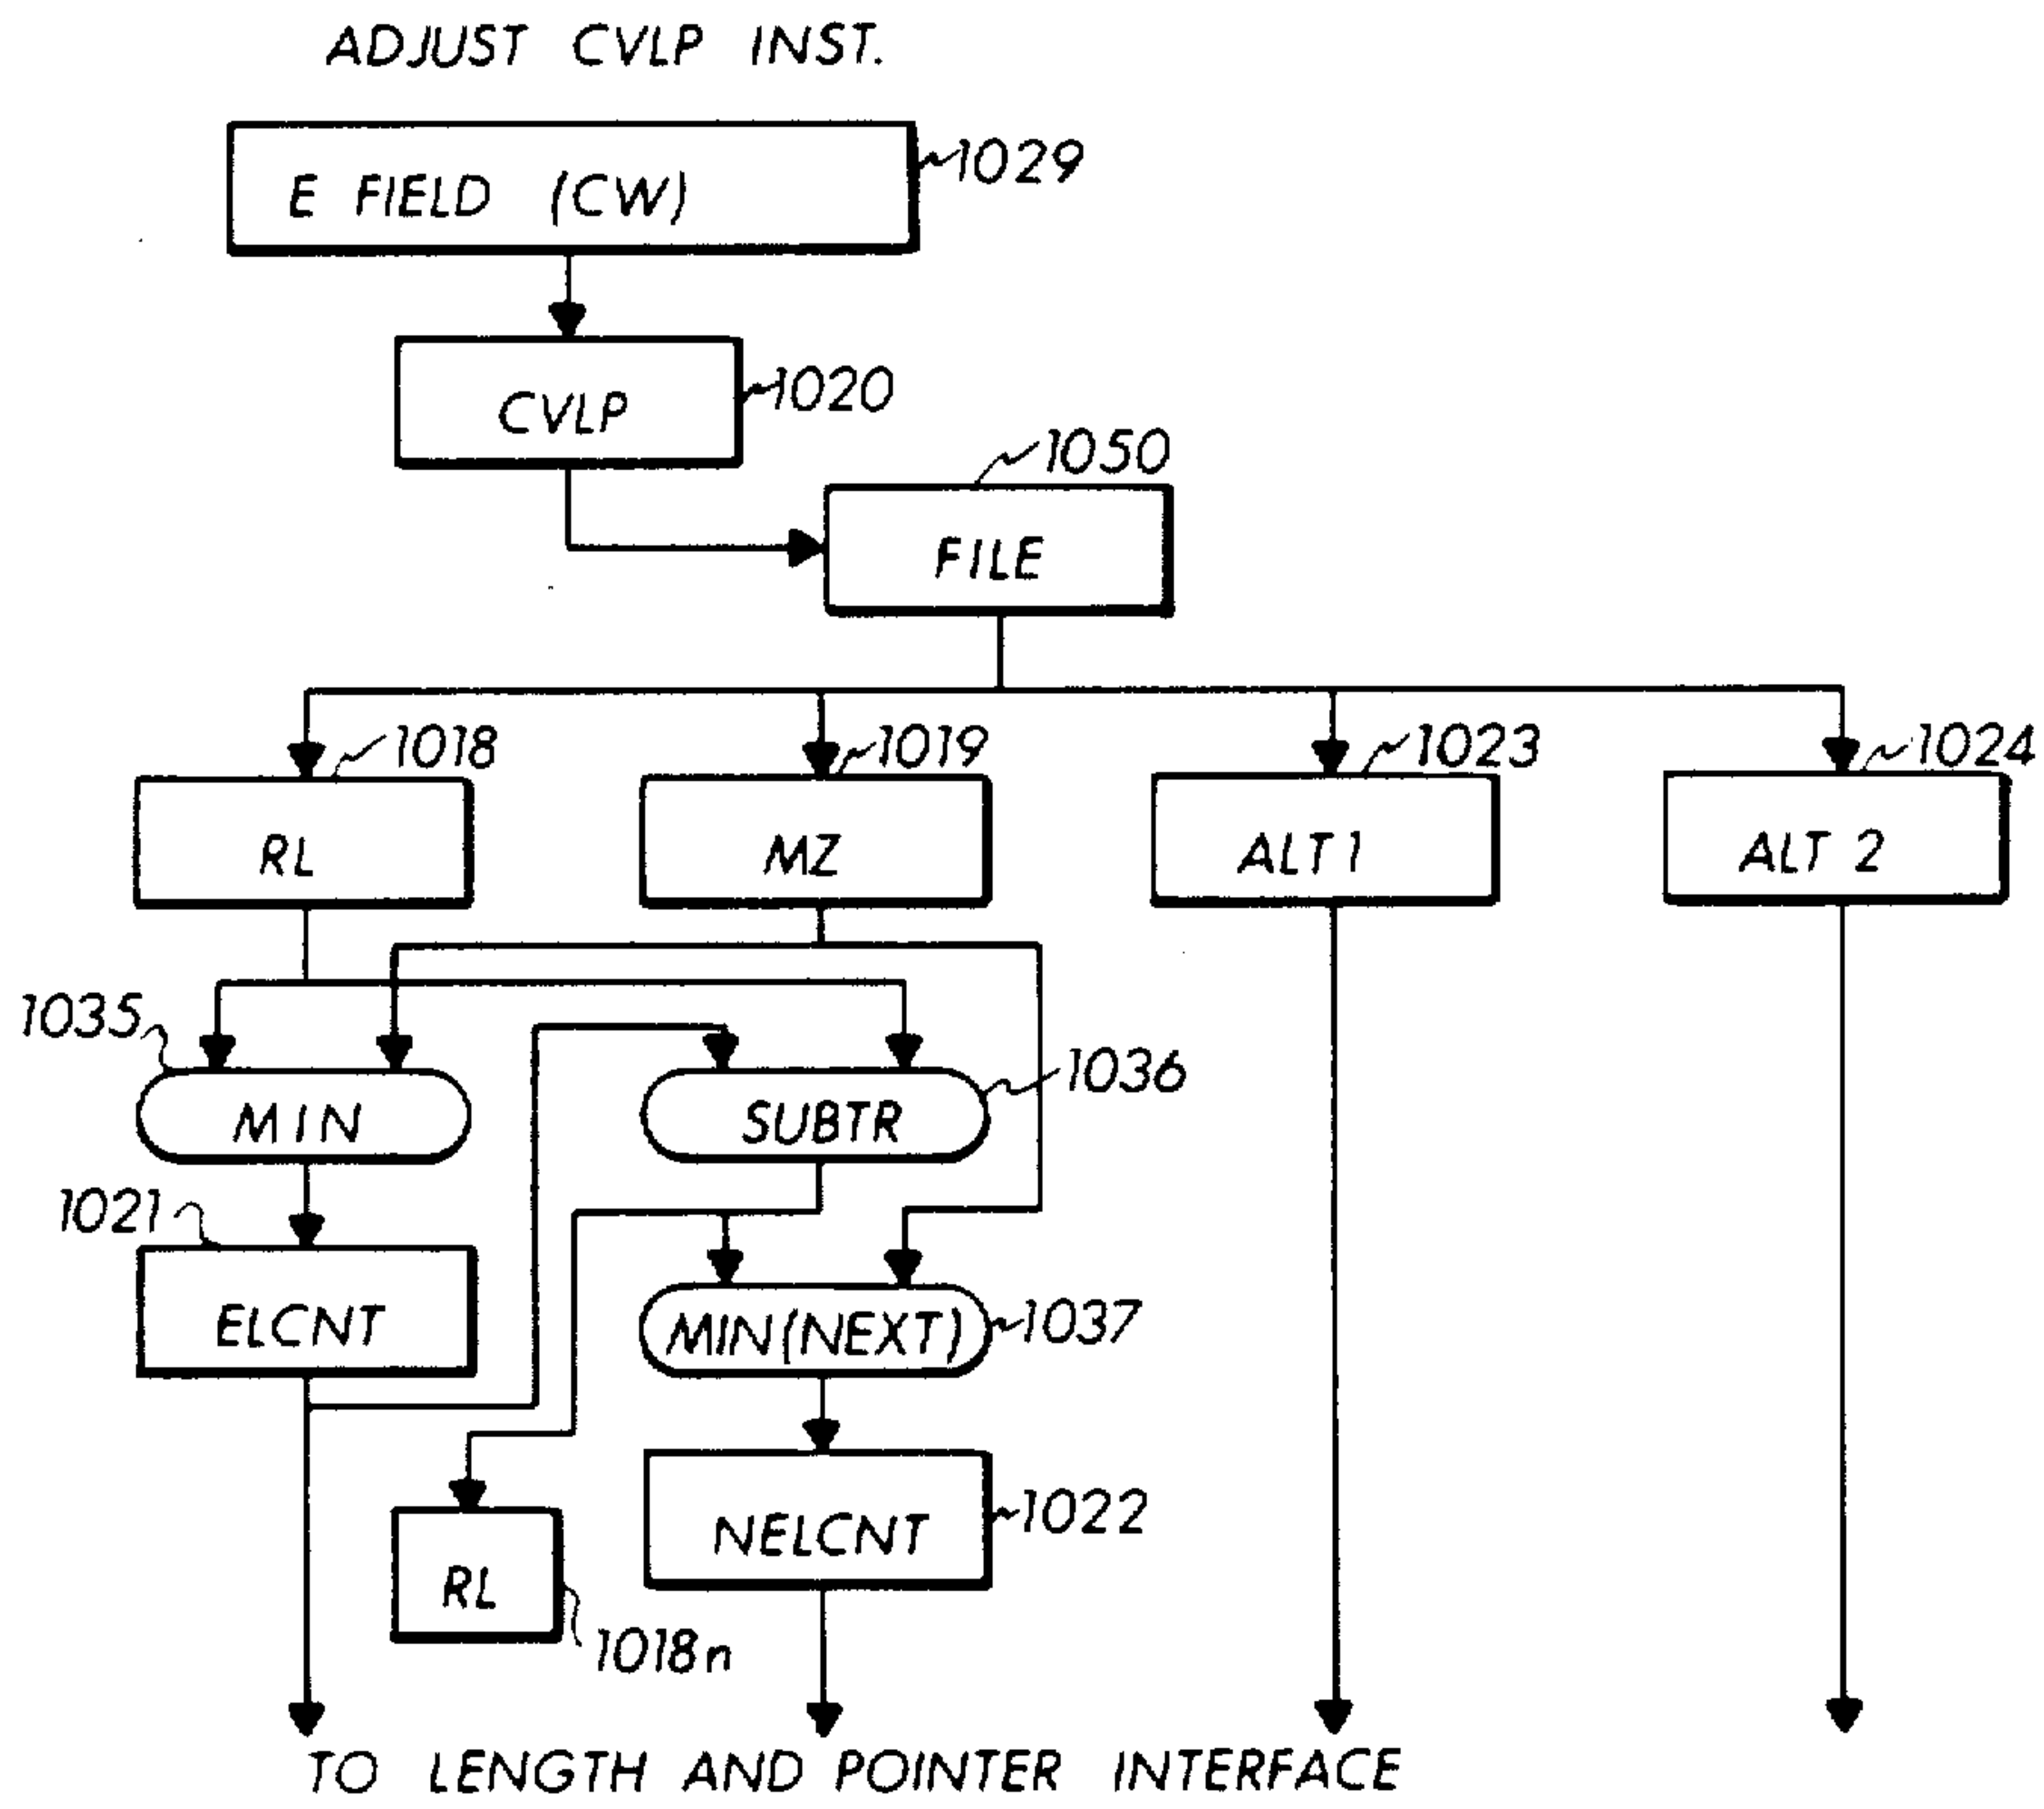 ADJUST CVLP INST.
E FIELD (CW)
1029
CVLP
1020
1050
FILE
1018
1019
1023
1024
RL
MZ
ALT 1
ALT 2
1035
MIN
SUBTR
1036
1021
ELCNT
MIN(NEXT)
1037
NELCNT
1022
RL
1018n
TO LENGTH AND POINTER INTERFACE